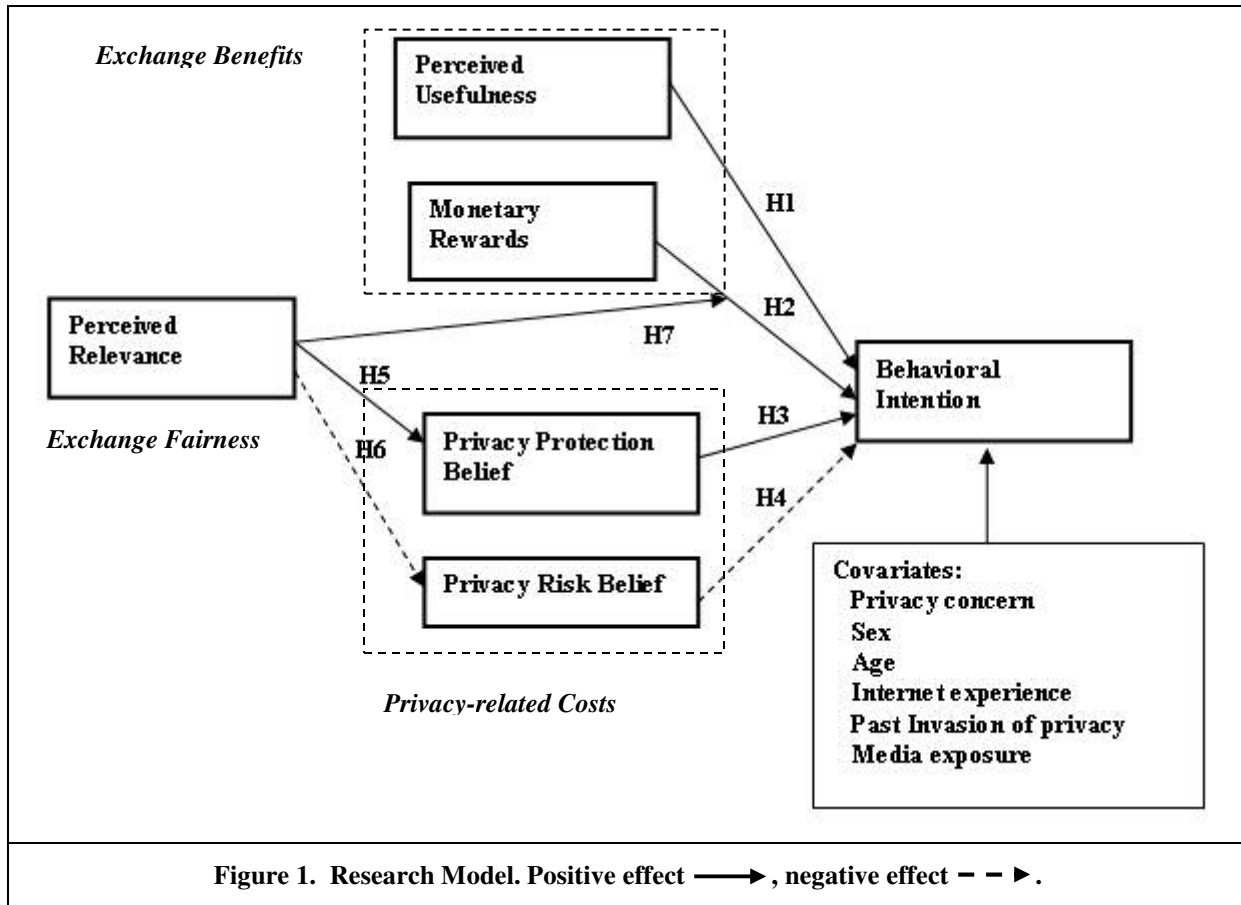 Exchange Benefits
Perceived
Usefulness
H1
Monetary
Rewards
H2
Perceived
Relevance
H7
Behavioral
Intention
H5
Exchange Fairness
H3
Privacy Protection
Belief
H6
H4
Privacy Risk Belief
Covariates:
Privacy concern
Sex
Age
Internet experience
Past Invasion of privacy
Media exposure
Privacy-related Costs
Figure 1. Research Model. Positive effect , negative effect .